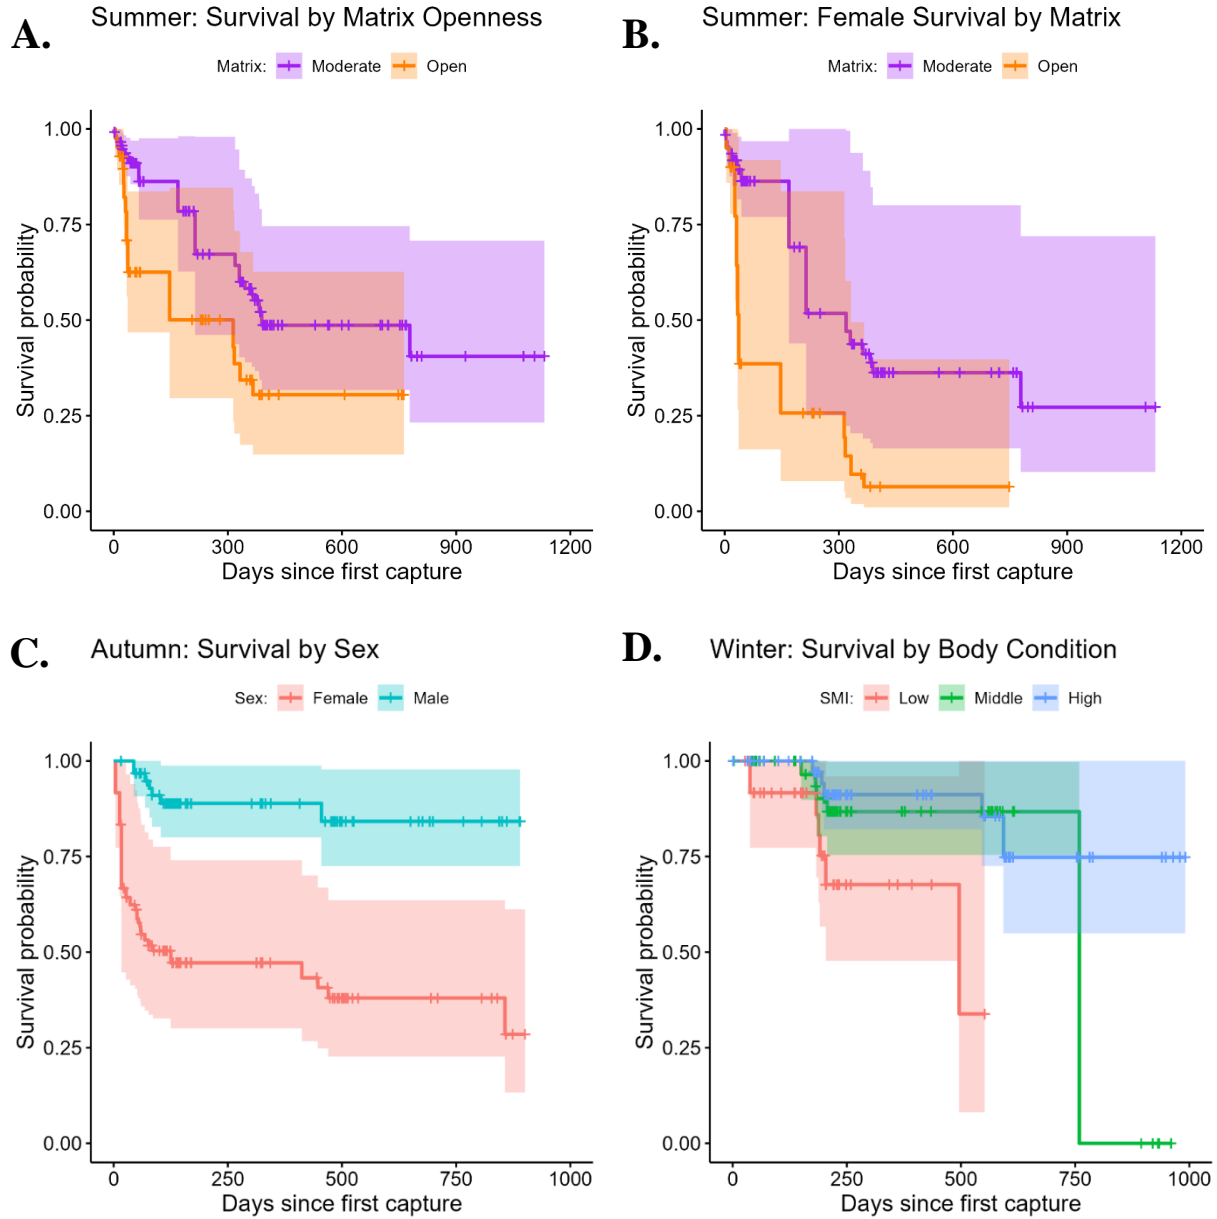 A.
Summer: Survival by Matrix Openness
Matrix: Moderate Open
Survival probability
1.00
0.75
0.50
0.25
0.00
0 300 600 900 1200
Days since first capture
B.
Summer: Female Survival by Matrix
Matrix: Moderate Open
Survival probability
1.00
0.75
0.50
0.25
0.00
0 300 600 900 1200
Days since first capture
C.
Autumn: Survival by Sex
Sex: Female Male
Survival probability
1.00
0.75
0.50
0.25
0.00
0 250 500 750 1000
Days since first capture
D.
Winter: Survival by Body Condition
SMI: Low Middle High
Survival probability
1.00
0.75
0.50
0.25
0.00
0 250 500 750 1000
Days since first capture